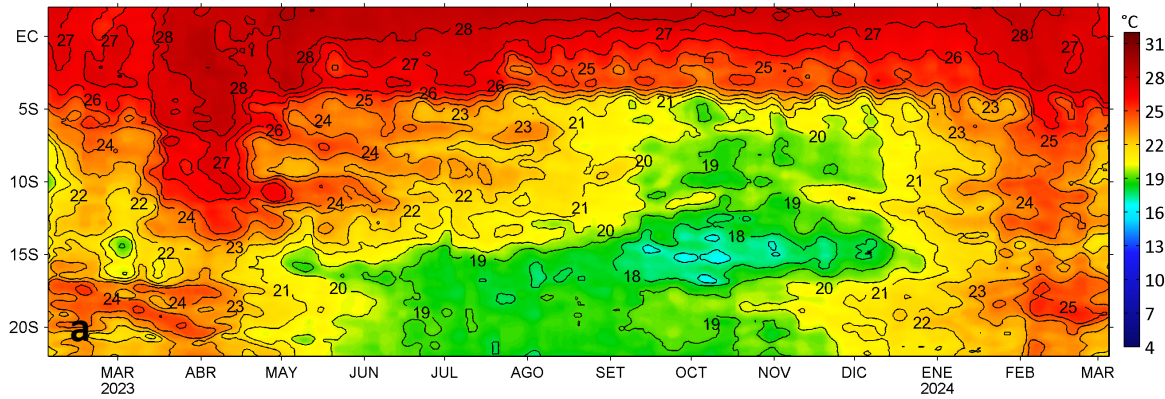 °C
EC
5S
10S
15S
20S
27 27 28 28 27 27 26 28 27
28 27 26 25 25
26 28 25 26 23 21 23 25
24 26 24 23 21 20
27 24 20 19 21
22 22 24 24 22 22 21 19 24
23 20 18
22 19 18
24 24 23 21 20 20 21 23 25
19 19 22
a
MAR ABR MAY JUN JUL AGO SET OCT NOV DIC ENE FEB MAR
2023 2024
31
28
25
22
19
16
13
10
7
4